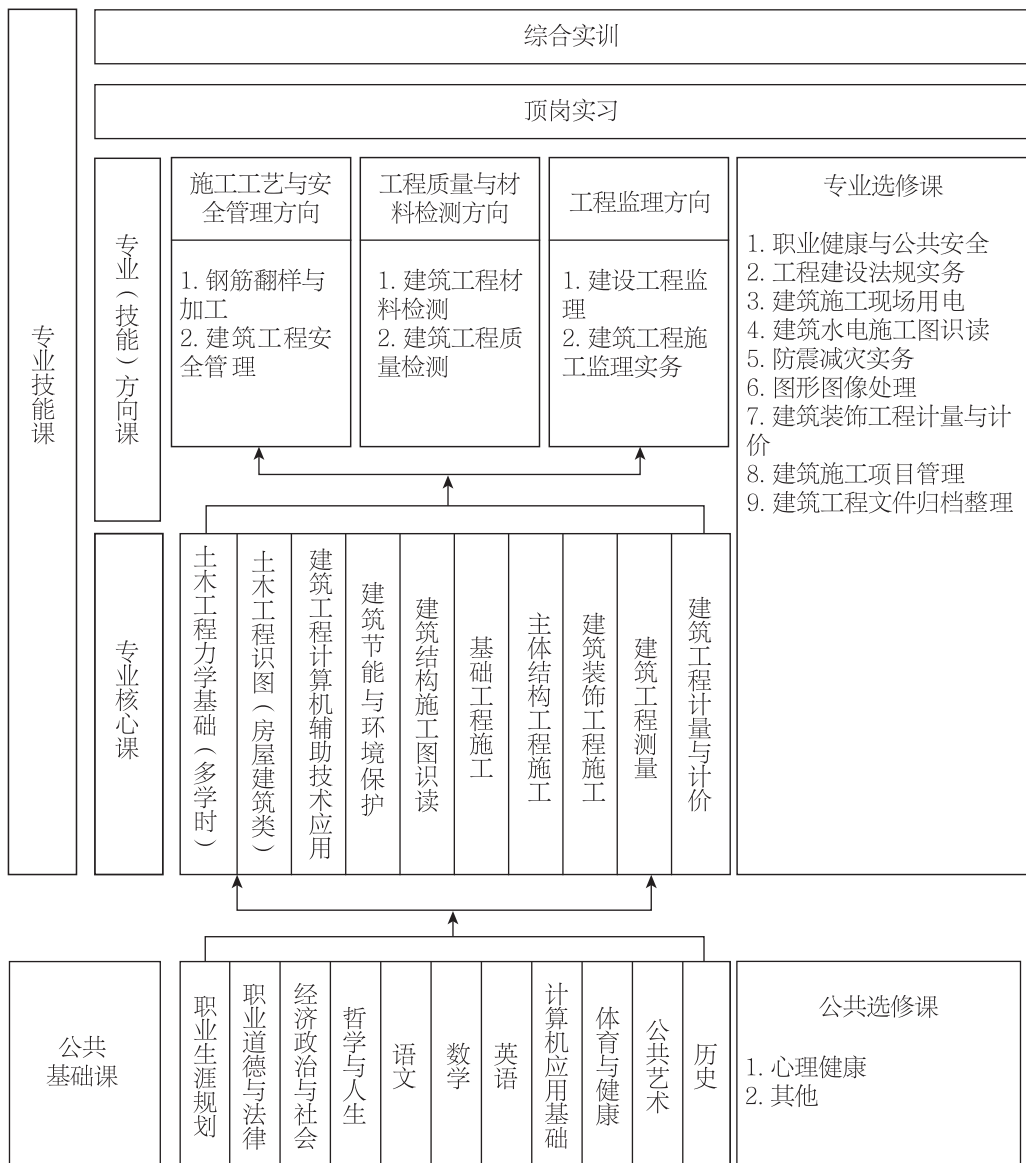 综合实训
顶岗实习
专业技能课
专业（技能）方向课
施工工艺与安
全管理方向
1. 钢筋翻样与
加工
2. 建筑工程安
全管理
工程质量与材
料检测方向
1. 建筑工程材
料检测
2. 建筑工程质
量检测
工程监理方向
1. 建设工程监
理
2. 建筑工程施
工监理实务
专业选修课
1. 职业健康与公共安全
2. 工程建设法规实务
3. 建筑施工现场用电
4. 建筑水电施工图识读
5. 防震减灾实务
6. 图形图像处理
7. 建筑装饰工程计量与计
价
8. 建筑施工项目管理
9. 建筑工程文件归档整理
专业核心课
土木工程力学基础（多学时）
土木工程识图（房屋建筑类）
建筑工程计算机辅助技术应用
建筑节能与环境保护
建筑结构施工图识读
基础工程施工
主体结构工程施工
建筑装饰工程施工
建筑工程测量
建筑工程计量与计价
公共
基础课
职业生涯规划
职业道德与法律
经济政治与社会
哲学与人生
语文
数学
英语
计算机应用基础
体育与健康
公共艺术
历史
公共选修课
1. 心理健康
2. 其他